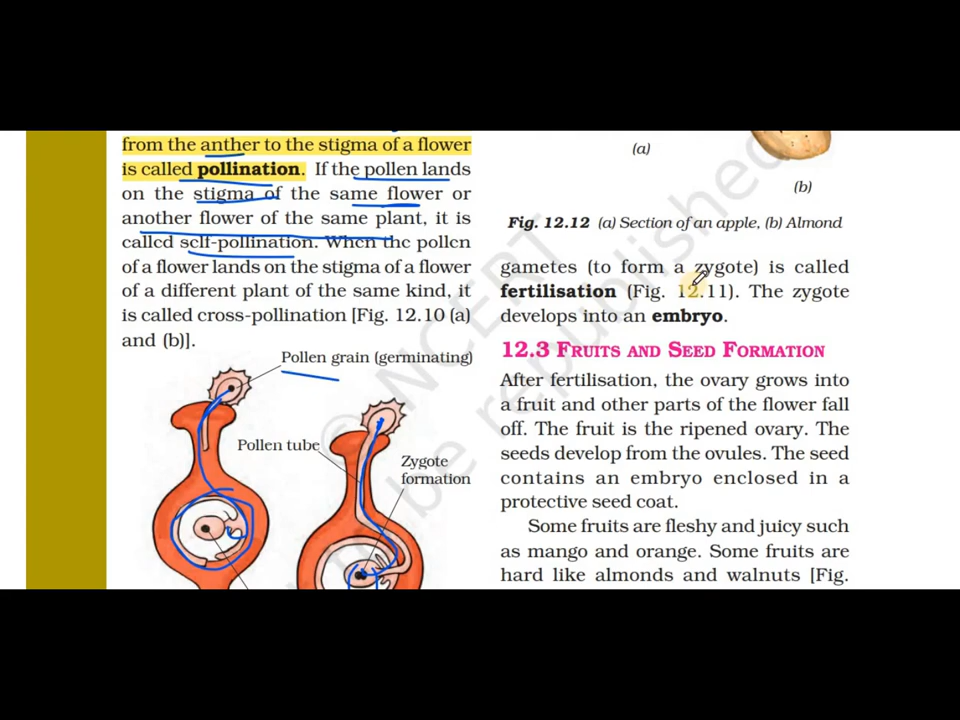 from the anther to the stigma of a flower
is called pollination. If the pollen lands
on the stigma of the same flower or
another flower of the same plant, it is
called self-pollination. When the pollen
of a flower lands on the stigma of a flower
of a different plant of the same kind, it
is called cross-pollination [Fig. 12.10 (a)
and (b)].
Pollen grain (germinating)
Pollen tube
Zygote
formation
(a)
(b)
Fig. 12.12 (a) Section of an apple, (b) Almond
gametes (to form a zygote) is called
fertilisation (Fig. 12.11). The zygote
develops into an embryo.
12.3 FRUITS AND SEED FORMATION
After fertilisation, the ovary grows into
a fruit and other parts of the flower fall
off. The fruit is the ripened ovary. The
seeds develop from the ovules. The seed
contains an embryo enclosed in a
protective seed coat.
Some fruits are fleshy and juicy such
as mango and orange. Some fruits are
hard like almonds and walnuts [Fig.
© NCERT
be republished